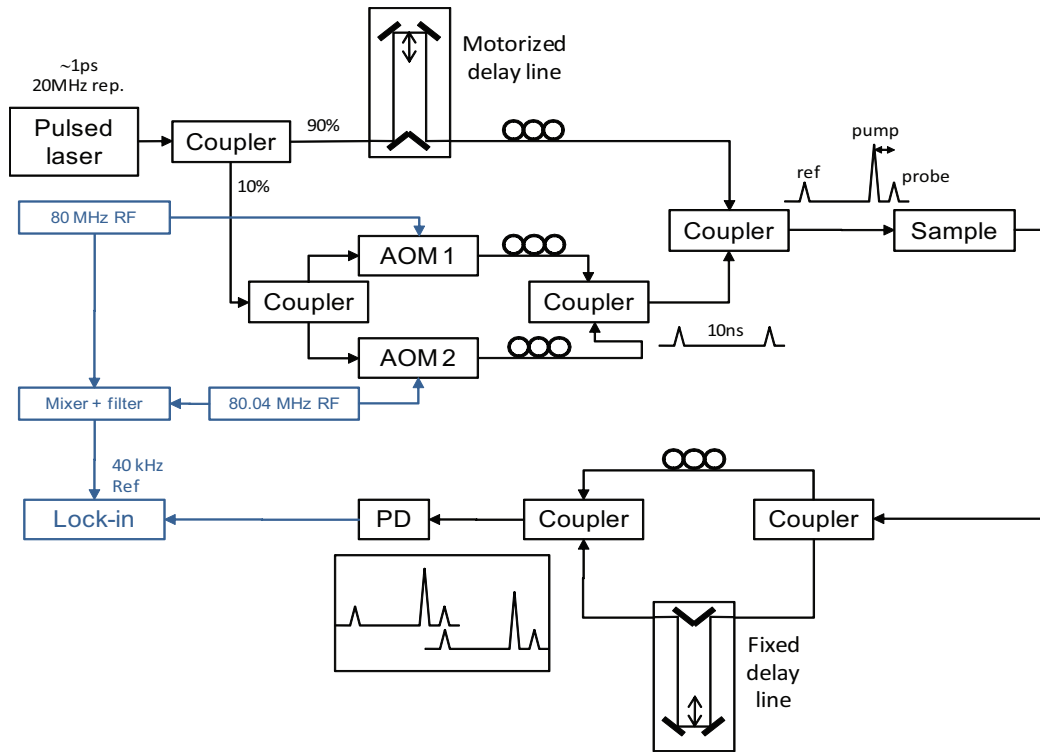 ~1ps
20MHz rep.
Pulsed
laser
Coupler
90%
10%
Motorized
delay line
80 MHz RF
AOM 1
Coupler
AOM 2
Coupler
10ns
Coupler
ref
pump
probe
Sample
Mixer + filter
80.04 MHz RF
40 kHz
Ref
Lock-in
PD
Coupler
Coupler
Fixed
delay
line